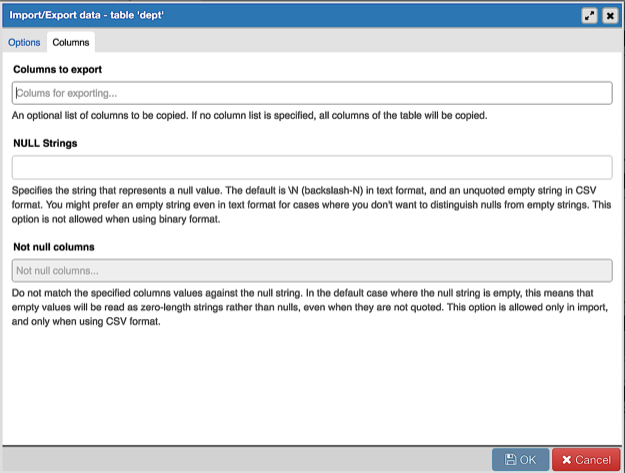 Import/Export data - table 'dept'
Options Columns
Columns to export
Colums for exporting...
An optional list of columns to be copied. If no column list is specified, all columns of the table will be copied.
NULL Strings
Specifies the string that represents a null value. The default is \N (backslash-N) in text format, and an unquoted empty string in CSV
format. You might prefer an empty string even in text format for cases where you don't want to distinguish nulls from empty strings. This
option is not allowed when using binary format.
Not null columns
Not null columns...
Do not match the specified columns values against the null string. In the default case where the null string is empty, this means that
empty values will be read as zero-length strings rather than nulls, even when they are not quoted. This option is allowed only in import,
and only when using CSV format.
OK Cancel